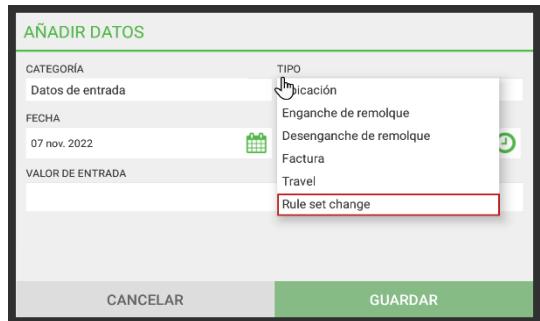 AÑADIR DATOS
CATEGORÍA
TIPO
Datos de entrada
FECHA
07 nov. 2022
VALOR DE ENTRADA
Enganche de remolque
Desenganche de remolque
Factura
Travel
Rule set change
CANCELAR
GUARDAR